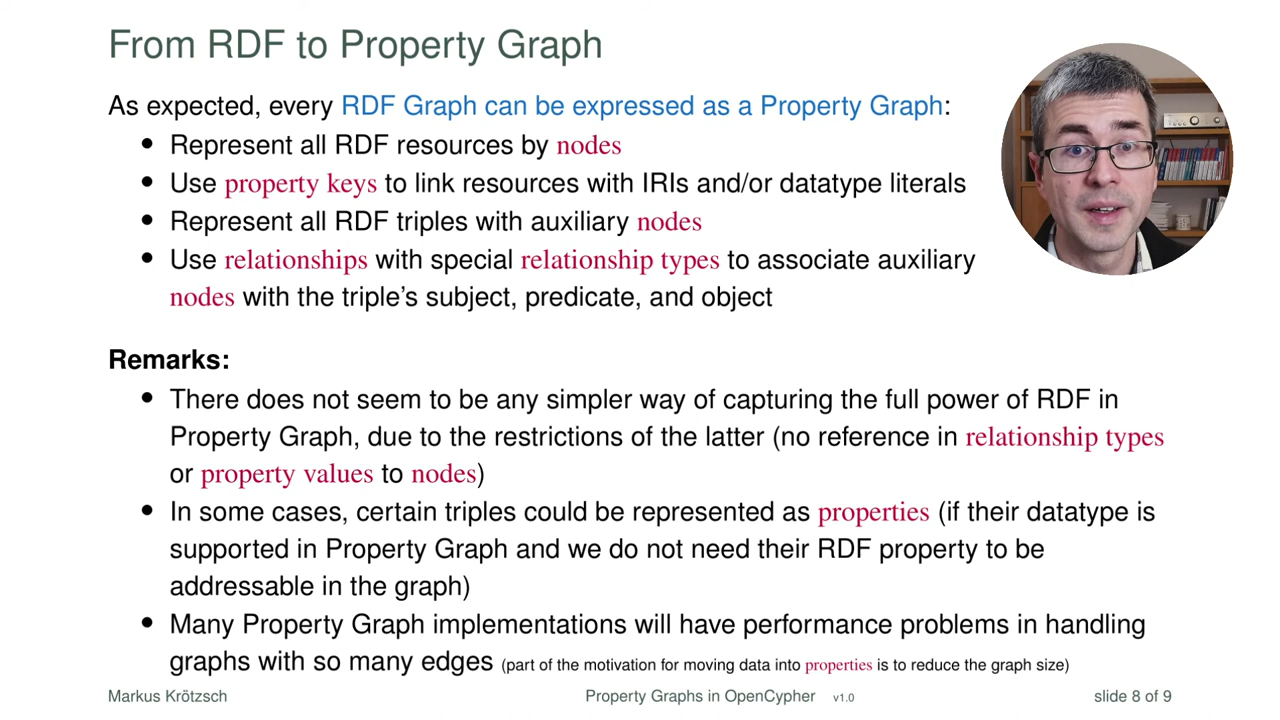 From RDF to Property Graph
As expected, every RDF Graph can be expressed as a Property Graph:
• Represent all RDF resources by nodes
• Use property keys to link resources with IRIs and/or datatype literals
• Represent all RDF triples with auxiliary nodes
• Use relationships with special relationship types to associate auxiliary
nodes with the triple's subject, predicate, and object
Remarks:
• There does not seem to be any simpler way of capturing the full power of RDF in
Property Graph, due to the restrictions of the latter (no reference in relationship types
or property values to nodes)
• In some cases, certain triples could be represented as properties (if their datatype is
supported in Property Graph and we do not need their RDF property to be
addressable in the graph)
• Many Property Graph implementations will have performance problems in handling
graphs with so many edges (part of the motivation for moving data into properties is to reduce the graph size)
Markus Krötzsch Property Graphs in OpenCypher v1.0 slide 8 of 9